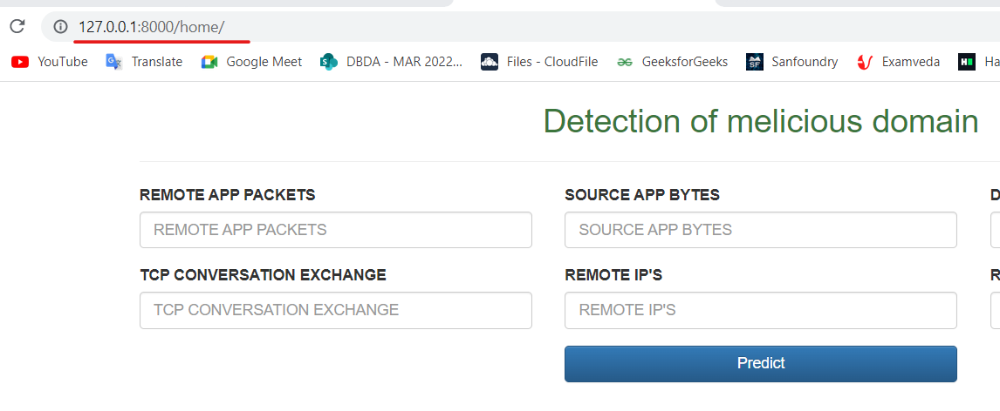 127.0.0.1:8000/home/
YouTube Translate Google Meet DBDA - MAR 2022... Files - CloudFile GeeksforGeeks SF Sanfoundry Examveda H Ha
Detection of melicious domain
REMOTE APP PACKETS SOURCE APP BYTES D
REMOTE APP PACKETS SOURCE APP BYTES
TCP CONVERSATION EXCHANGE REMOTE IP'S R
TCP CONVERSATION EXCHANGE REMOTE IP'S
Predict